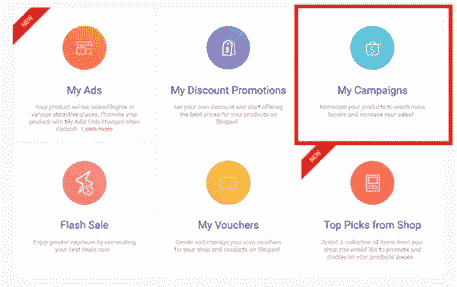 NEW
My Ads
Your product will be ranked higher in
various attractive places. Promote your
product with My Ads! Only charged when
clicked! Learn more
My Discount Promotions
Set your own discount and start offering
the best prices for your products on
Shopee!
My Campaigns
Nominate your products to reach more
buyers and increase your sales!
Flash Sale
Enjoy greater exposure by nominating
your best deals now
My Vouchers
Create and manage your own vouchers
for your shop and products on Shopee!
NEW
Top Picks from Shop
Select a collection of items from your
shop you would like to promote and
display on your products' pages